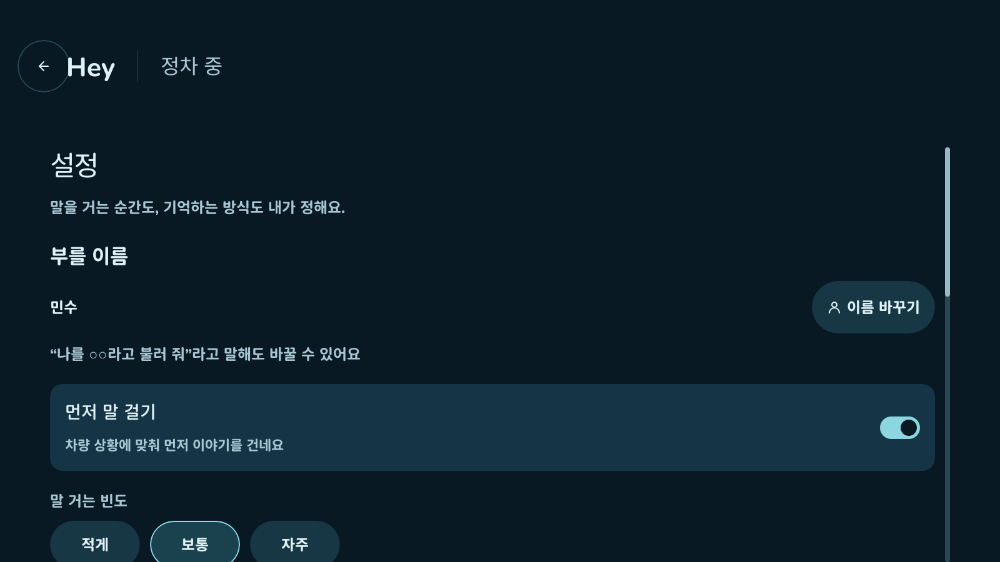 Hey
정차 중
설정
말을 거는 순간도, 기억하는 방식도 내가 정해요.
부를 이름
민수
이름 바꾸기
“나를 ○○라고 불러 줘”라고 말해도 바꿀 수 있어요
먼저 말 걸기
차량 상황에 맞춰 먼저 이야기를 건네요
말 거는 빈도
적게
보통
자주